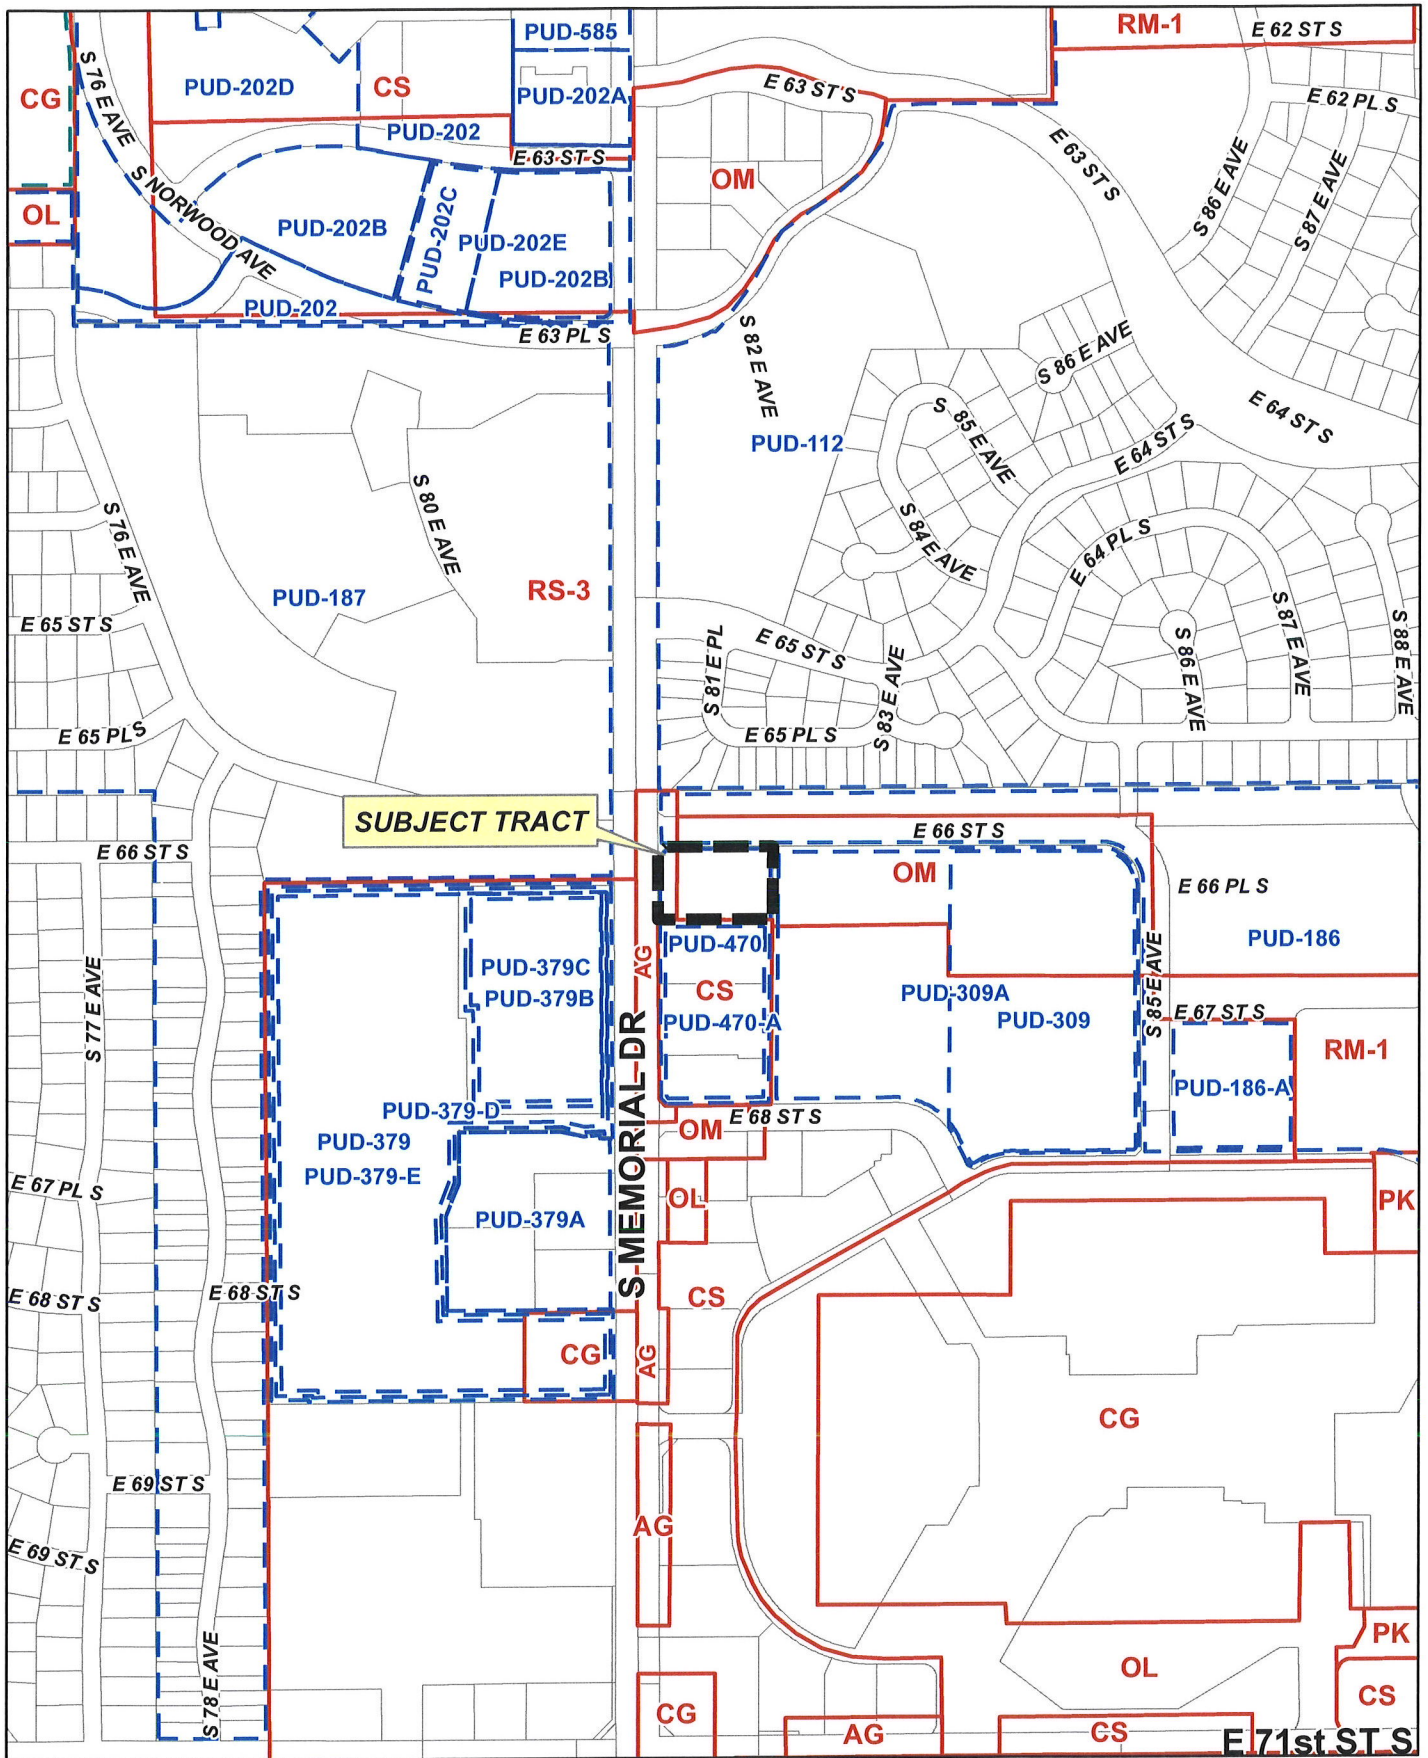 PUD-585
RM-1
E 62 ST S
CG
S 76 E AVE
PUD-202D
CS
PUD-202A
E 63 ST S
E 62 PL S
PUD-202
E 63 ST S
E 63 ST S
OM
S 86 E AVE
S 87 E AVE
OL
S NORWOOD AVE
PUD-202B
PUD-202C
PUD-202E
PUD-202B
PUD-202
E 63 PL S
S 82 E AVE
S 86 E AVE
S 85 E AVE
E 64 ST S
E 64 ST S
PUD-112
S 80 E AVE
S 76 E AVE
S 84 E AVE
E 64 PL S
PUD-187
RS-3
E 65 ST S
E 65 ST S
S 81 E PL
S 83 E AVE
S 86 E AVE
S 87 E AVE
S 88 E AVE
E 65 PL S
E 65 PL S
SUBJECT TRACT
E 66 ST S
E 66 ST S
OM
E 66 PL S
PUD-186
PUD-470
AG
S 85 E AVE
PUD-379C
CS
PUD-309A
PUD-379B
S 77 E AVE
PUD-470-A
PUD-309
E 67 ST S
RM-1
PUD-186-A
PUD-379-D
S MEMORIAL DR
E 68 ST S
PUD-379
OM
PUD-379-E
E 67 PL S
OL
PK
PUD-379A
E 68 ST S
E 68 ST S
CS
CG
AG
CG
E 69 ST S
AG
E 69 ST S
S 78 E AVE
PK
OL
CS
CG
AG
CS
E 71st ST S